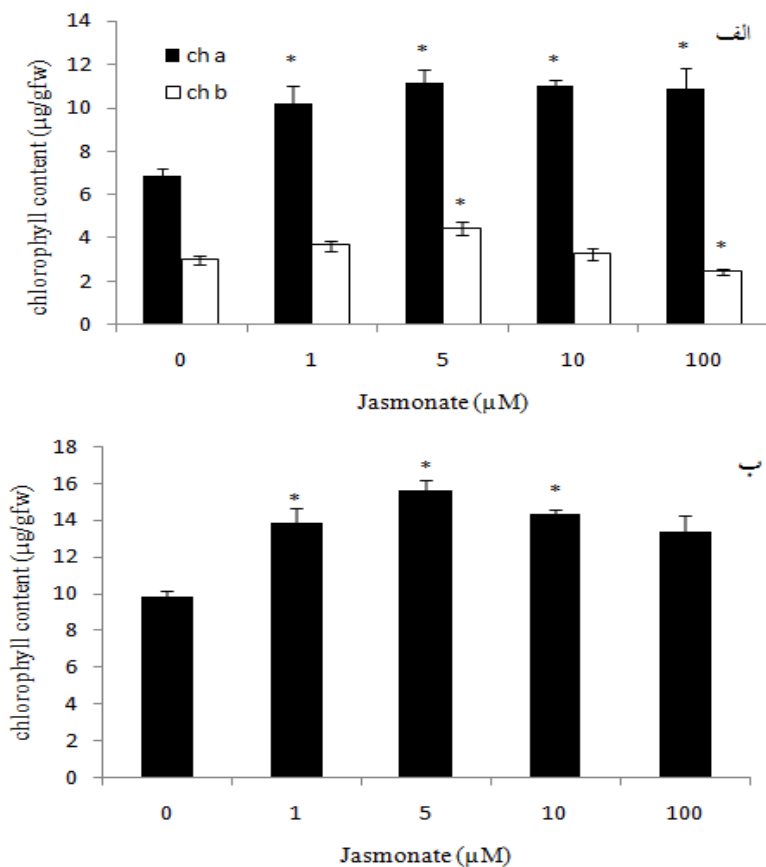 الف
ch a
ch b
chlorophyll content (µg/gfw)
14
12
10
8
6
4
2
0
* * * *
* *
0 1 5 10 100
Jasmonate (µM)
ب
chlorophyll content (µg/gfw)
18
16
14
12
10
8
6
4
2
0
* * *
0 1 5 10 100
Jasmonate (µM)